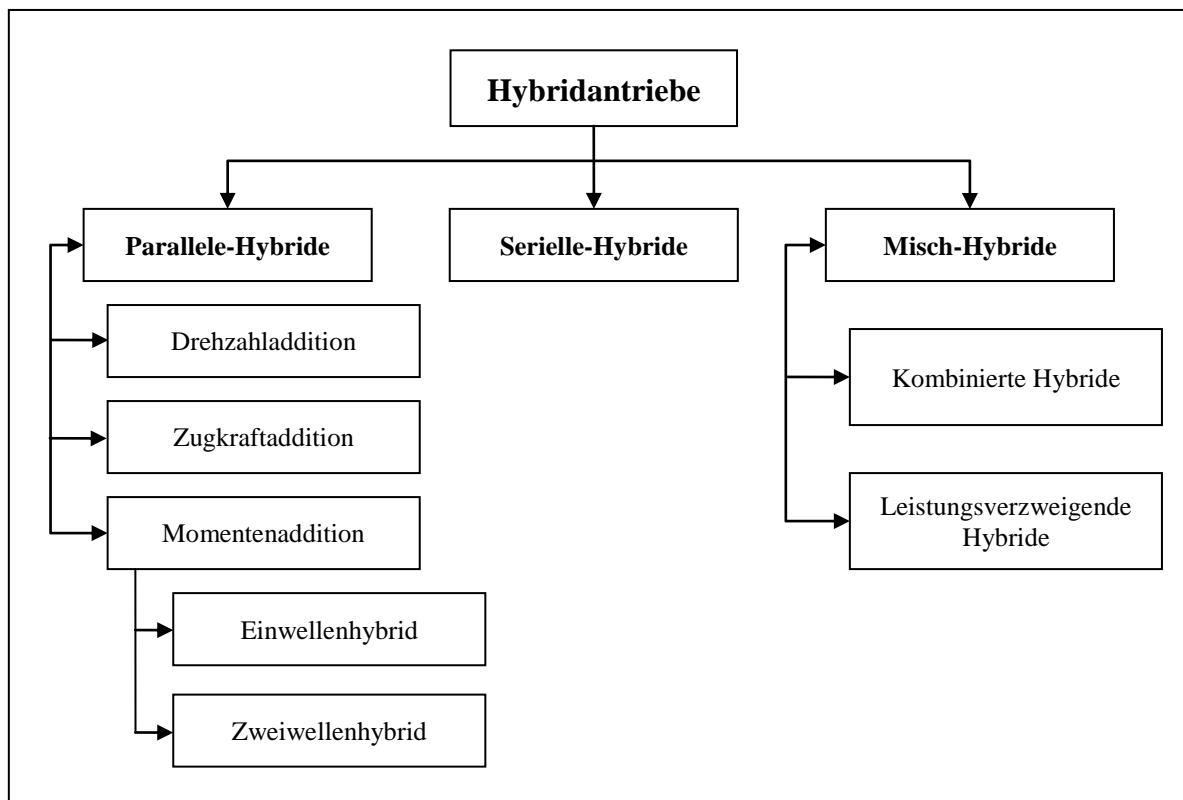 Hybridantriebe
Parallele-Hybride
Serielle-Hybride
Misch-Hybride
Drehzahladdition
Zugkraftaddition
Momentenaddition
Einwellenhybrid
Zweiwellenhybrid
Kombinierte Hybride
Leistungsverzweigende
Hybride